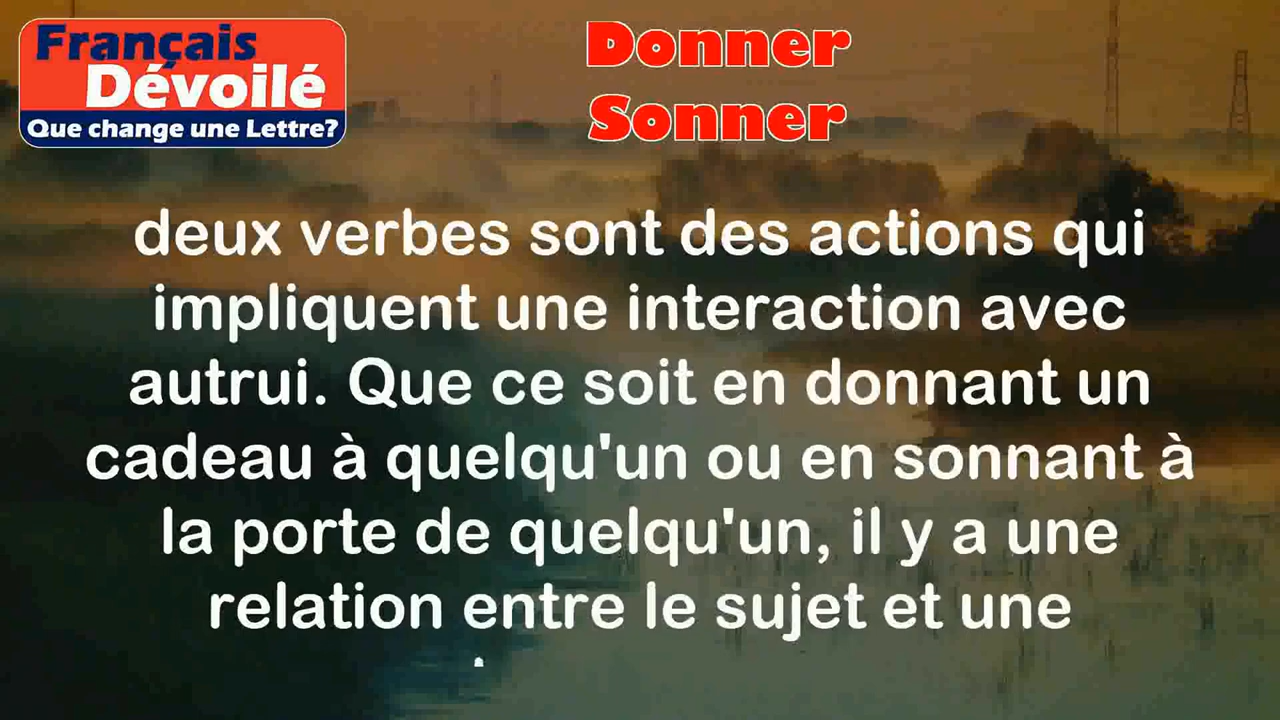 Français
Dévoilé
Que change une Lettre?
Donner
Sonner
deux verbes sont des actions qui
impliquent une interaction avec
autrui. Que ce soit en donnant un
cadeau à quelqu'un ou en sonnant à
la porte de quelqu'un, il y a une
relation entre le sujet et une